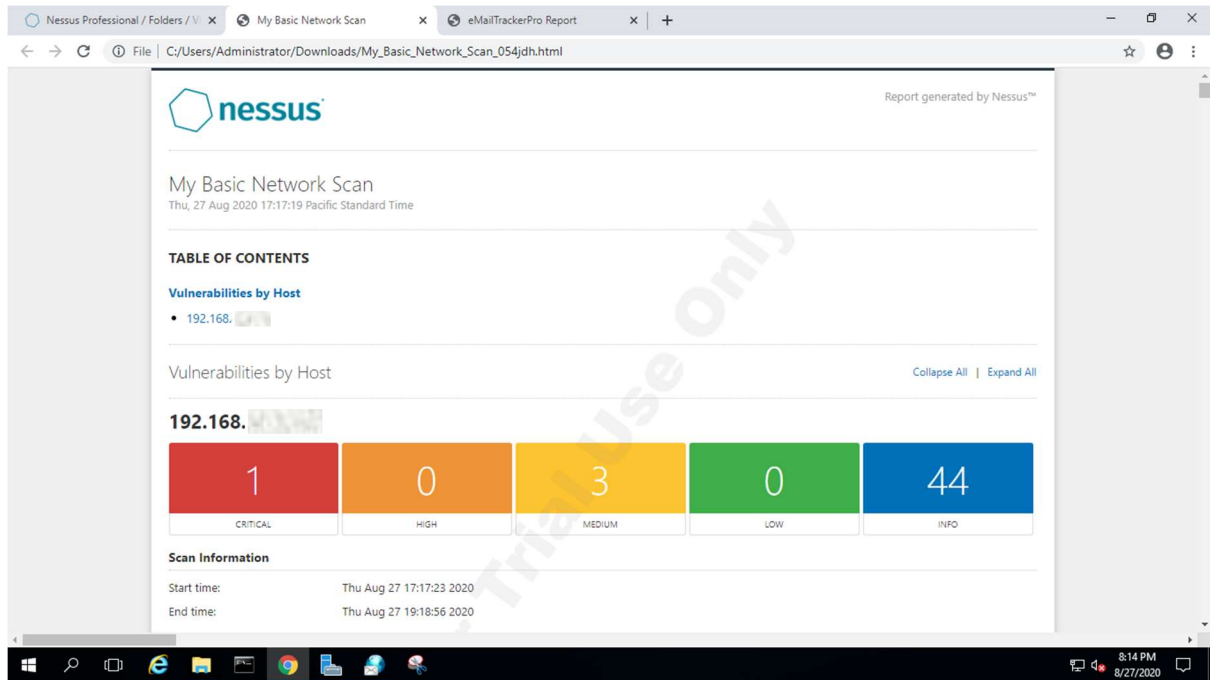 Nessus Professional / Folders / V
My Basic Network Scan
eMailTrackerPro Report
File
C:/Users/Administrator/Downloads/My_Basic_Network_Scan_054jdh.html
nessus
Report generated by Nessus™
My Basic Network Scan
Thu, 27 Aug 2020 17:17:19 Pacific Standard Time
TABLE OF CONTENTS
Vulnerabilities by Host
• 192.168.
Vulnerabilities by Host
Collapse All | Expand All
192.168.
1 0 3 0 44
CRITICAL HIGH MEDIUM LOW INFO
Scan Information
Start time: Thu Aug 27 17:17:23 2020
End time: Thu Aug 27 19:18:56 2020
Trial Use Only
8:14 PM
8/27/2020